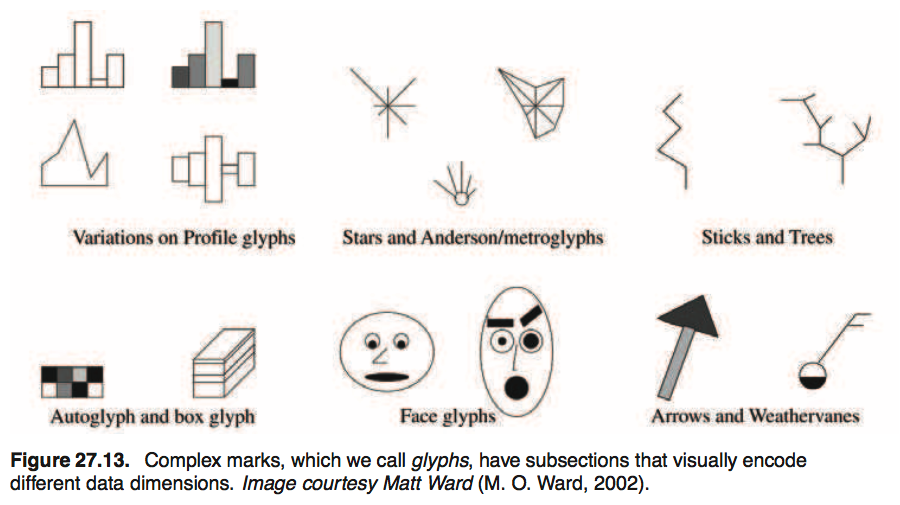 Variations on Profile glyphs
Stars and Anderson/metroglyphs
Sticks and Trees
Autoglyph and box glyph
Face glyphs
Arrows and Weathervanes
Figure 27.13. Complex marks, which we call glyphs, have subsections that visually encode
different data dimensions. Image courtesy Matt Ward (M. O. Ward, 2002).